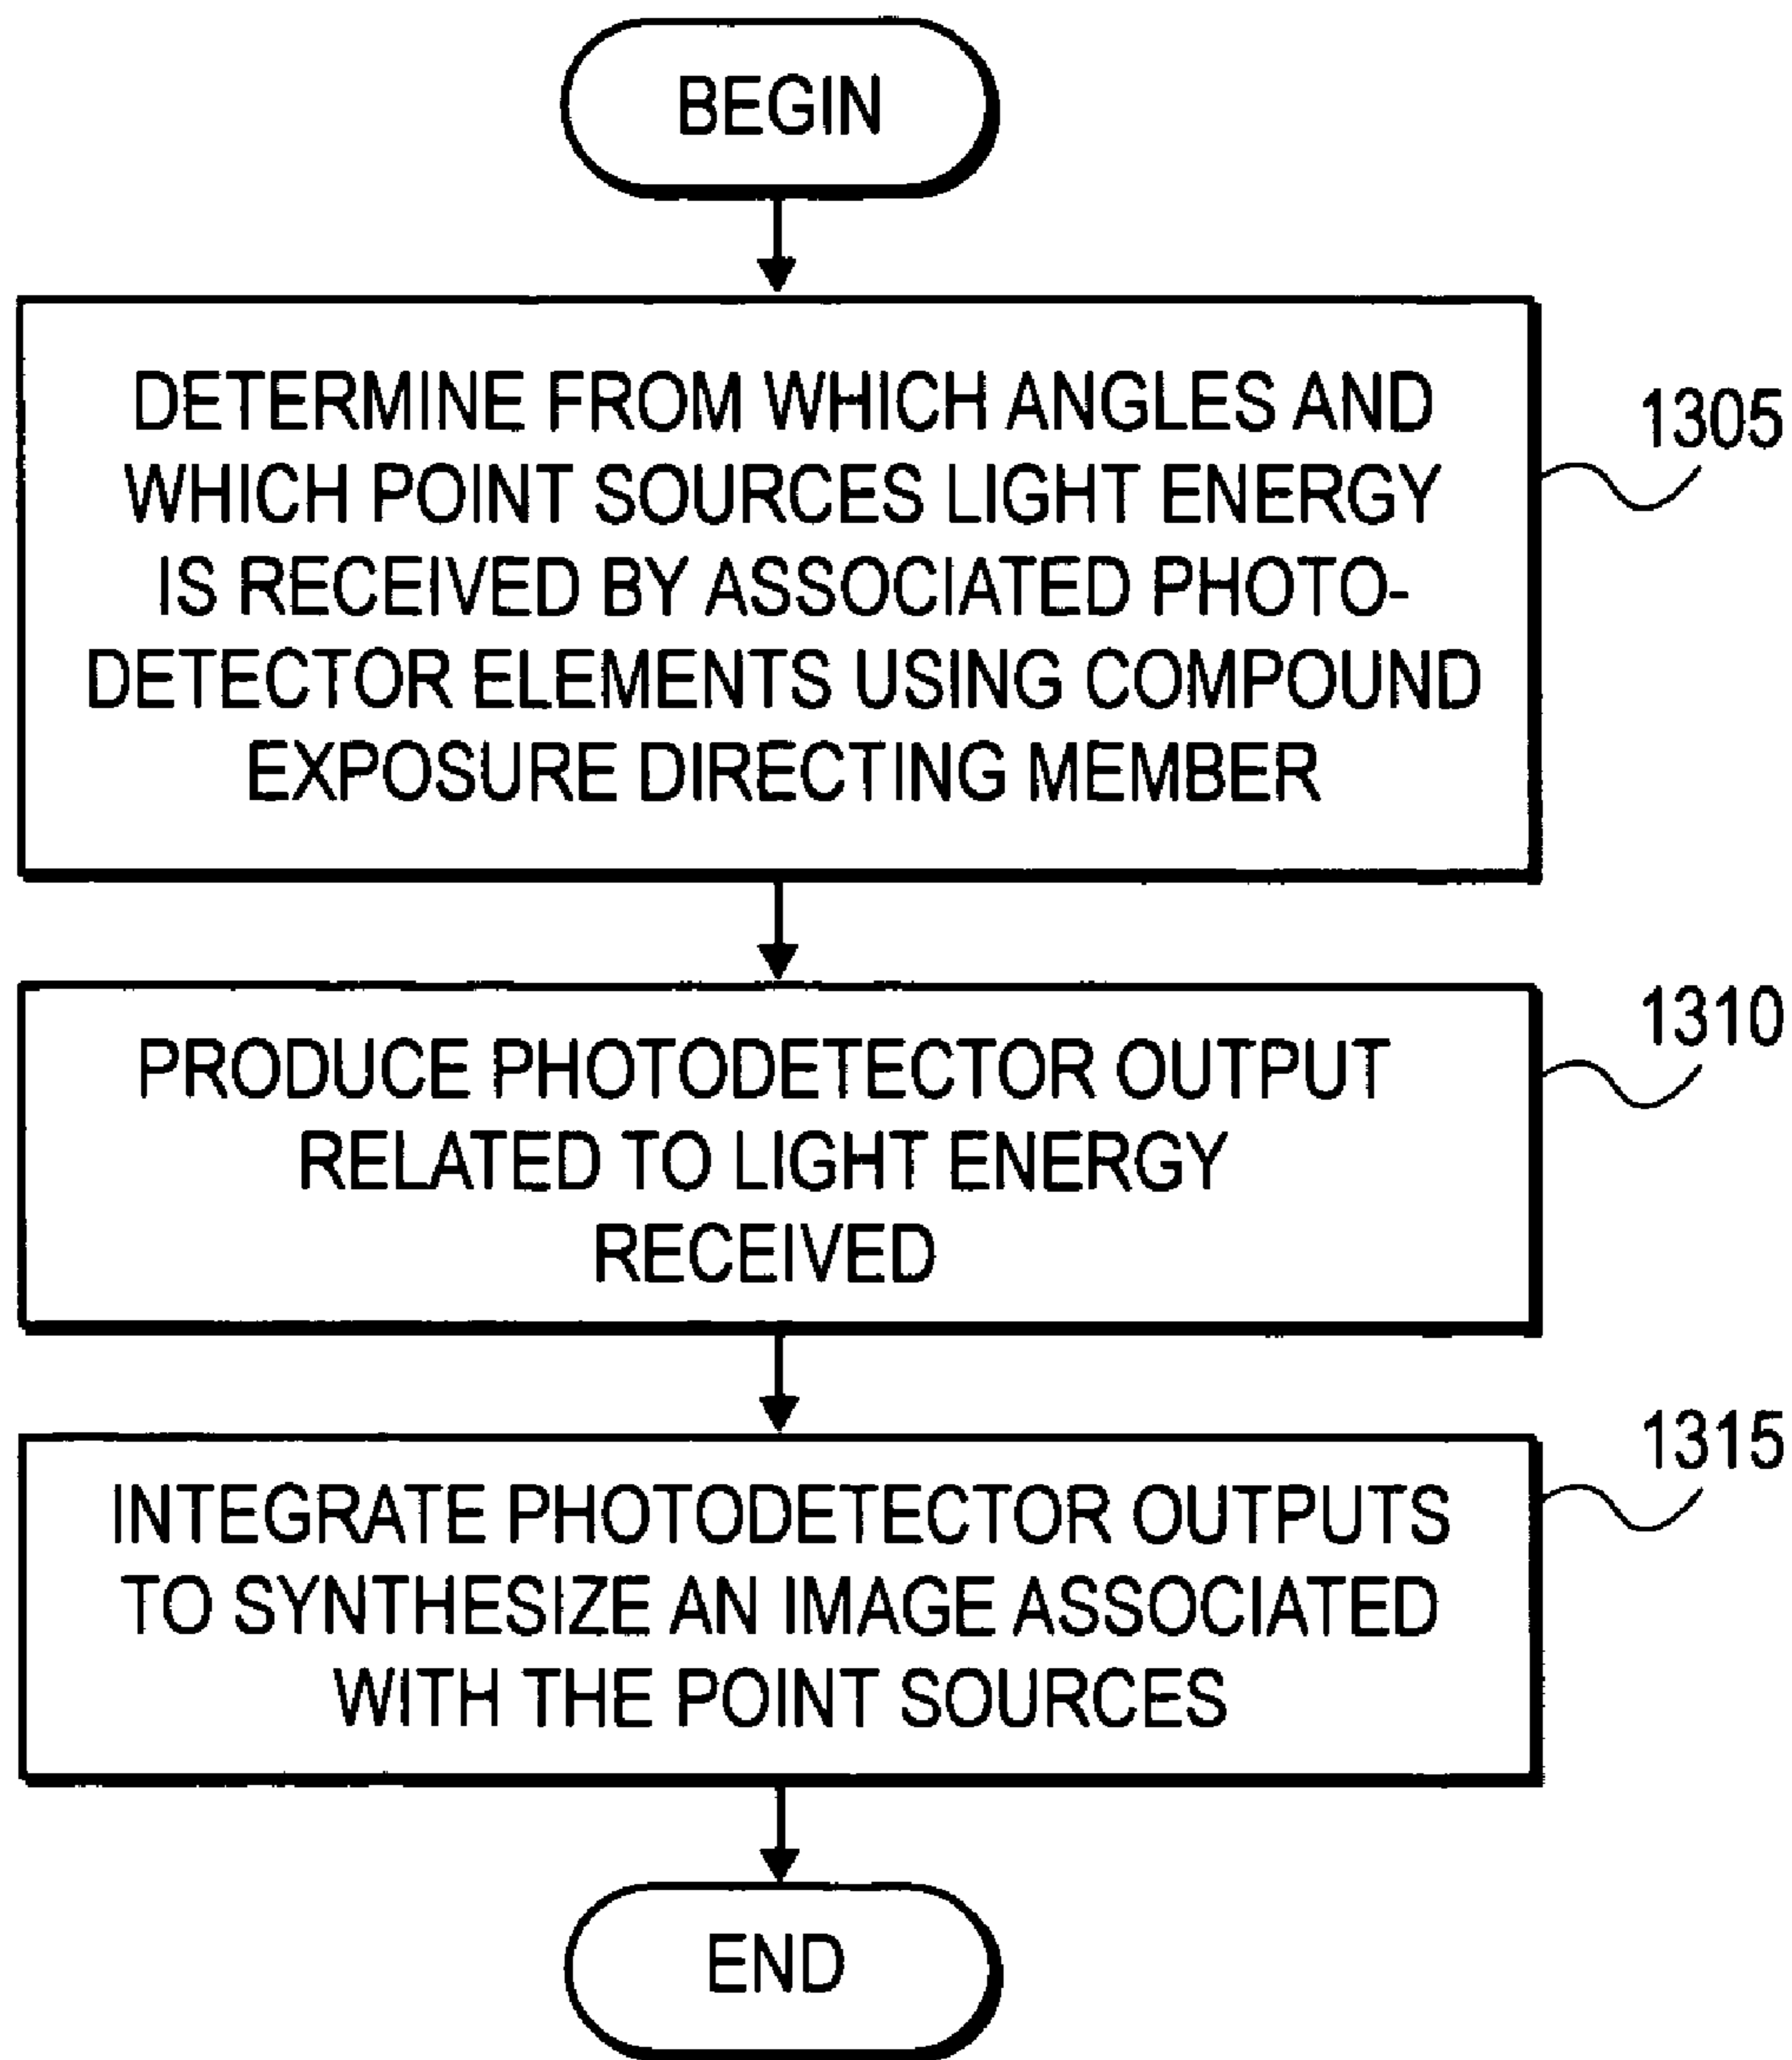 BEGIN
DETERMINE FROM WHICH ANGLES AND
WHICH POINT SOURCES LIGHT ENERGY
IS RECEIVED BY ASSOCIATED PHOTO-
DETECTOR ELEMENTS USING COMPOUND
EXPOSURE DIRECTING MEMBER
1305
PRODUCE PHOTODETECTOR OUTPUT
RELATED TO LIGHT ENERGY
RECEIVED
1310
INTEGRATE PHOTODETECTOR OUTPUTS
TO SYNTHESIZE AN IMAGE ASSOCIATED
WITH THE POINT SOURCES
1315
END